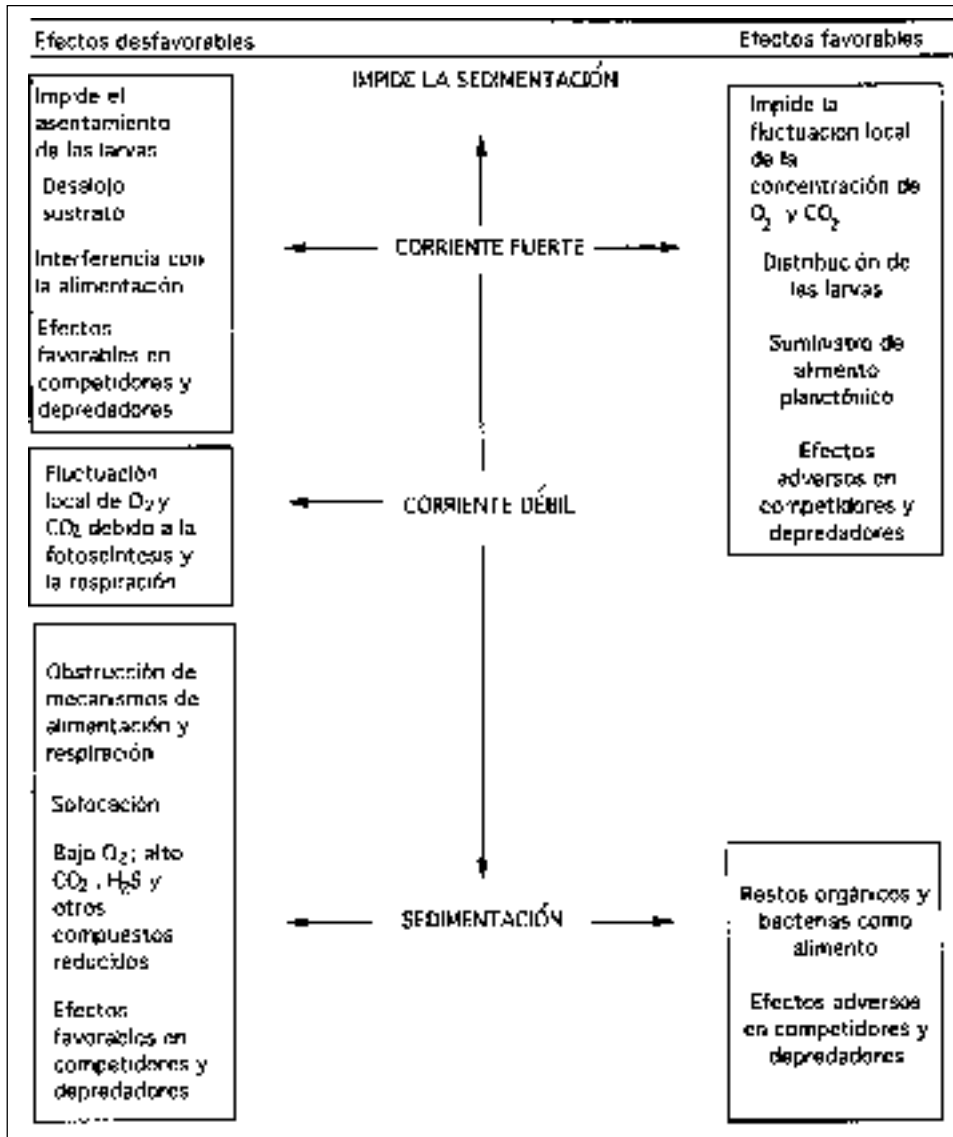 Efectos desfavorables
Efectos favorables
IMPIDE LA SEDIMENTACIÓN
Impide el
asentamiento
de las larvas
Desalojo
sustrato
Interferencia con
la alimentación
Efectos
favorables en
competidores y
depredadores
CORRIENTE FUERTE
Impide la
fluctuacion local
de la
concentración de
O₂ y CO₂
Distribución de
las larvas
Suministro de
alimento
planctónico
Efectos
adversos en
competidores y
depredadores
Fluctuación
local de O₂ y
CO₂ debido a la
fotosíntesis y
la respiración
CORRIENTE DÉBIL
Obstrucción de
mecanismos de
alimentación y
respiración
Sofocación
Bajo O₂; alto
CO₂, H₂S y
otros
compuestos
reducidos
Efectos
favorables en
competidores y
depredadores
SEDIMENTACIÓN
Restos orgánicos y
bacterias como
alimento
Efectos adversos
en competidores y
depredadores